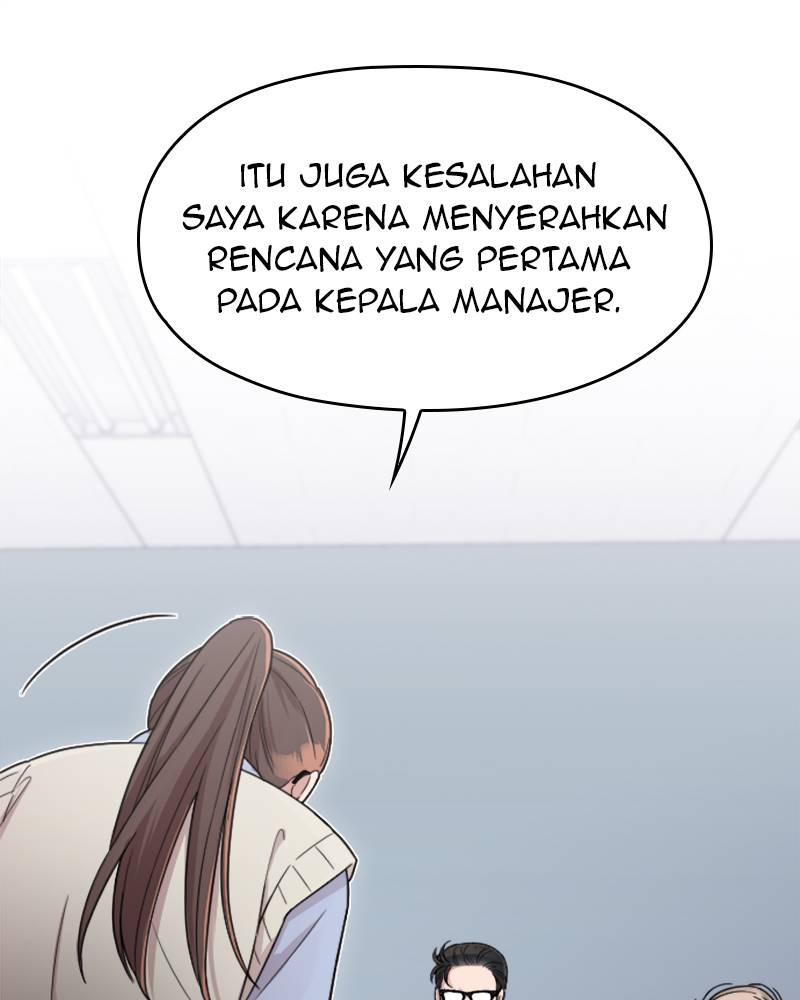 ITU JUGA KESALAHAN
SAYA KARENA MENYERAHKAN
RENCANA YANG PERTAMA
PADA KEPALA MANAJER.